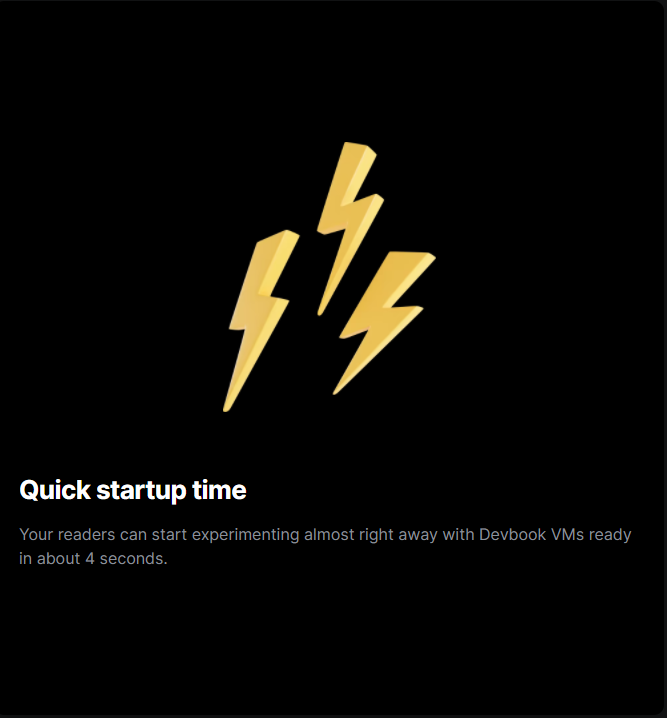 Quick startup time
Your readers can start experimenting almost right away with Devbook VMs ready
in about 4 seconds.